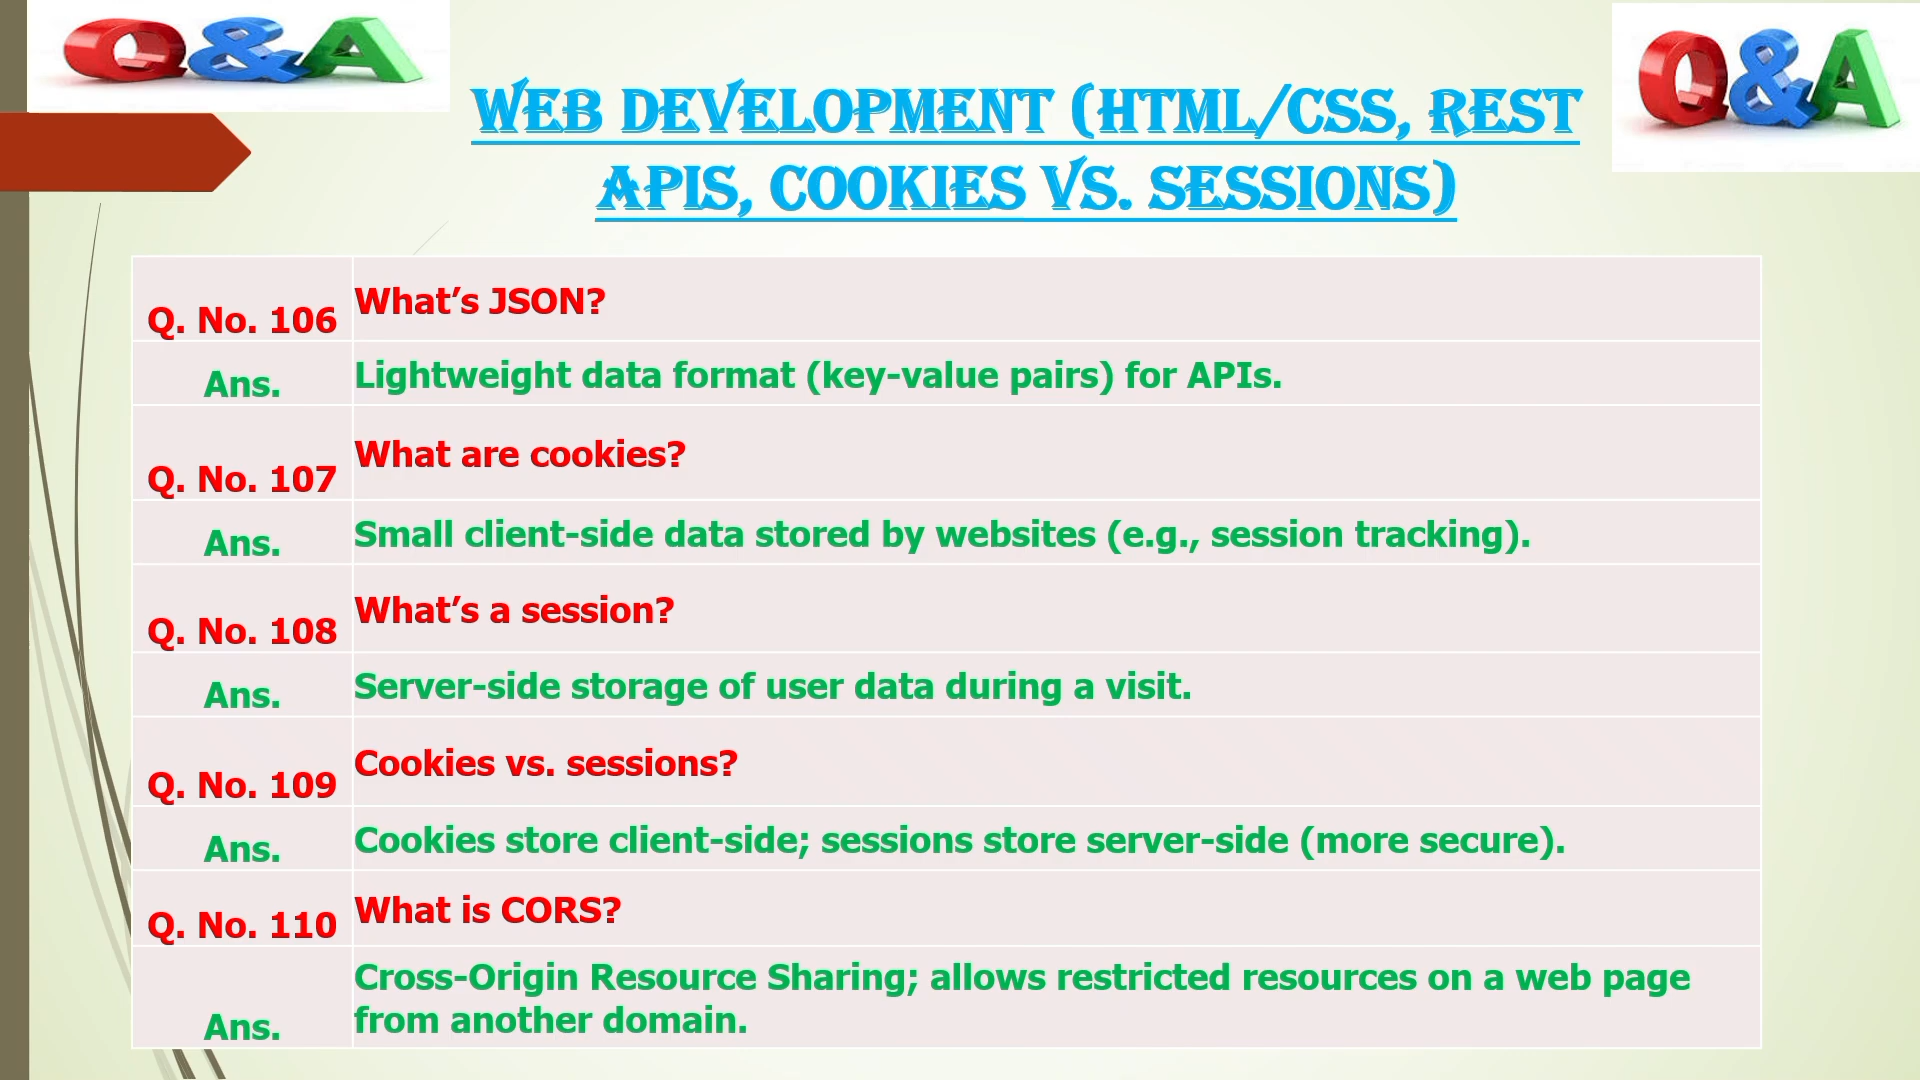 Q&A
Q&A
WEB DEVELOPMENT (HTML/CSS, REST
APIS, COOKIES VS. SESSIONS)
Q. No. 106 What’s JSON?
Ans. Lightweight data format (key-value pairs) for APIs.
Q. No. 107 What are cookies?
Ans. Small client-side data stored by websites (e.g., session tracking).
Q. No. 108 What’s a session?
Ans. Server-side storage of user data during a visit.
Q. No. 109 Cookies vs. sessions?
Ans. Cookies store client-side; sessions store server-side (more secure).
Q. No. 110 What is CORS?
Ans. Cross-Origin Resource Sharing; allows restricted resources on a web page
from another domain.